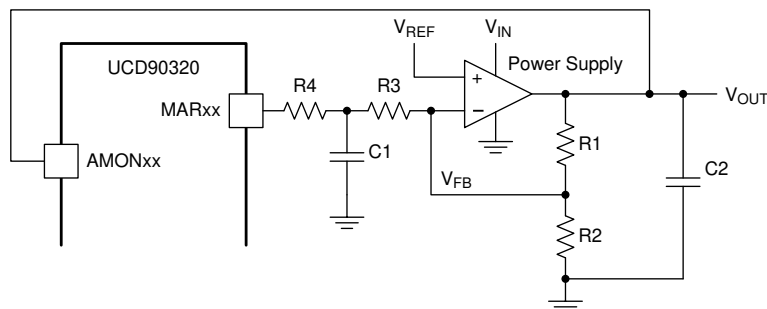 V_REF
V_IN
UCD90320
Power Supply
MARxx
R4
R3
+
−
V_OUT
AMONxx
C1
R1
C2
V_FB
R2